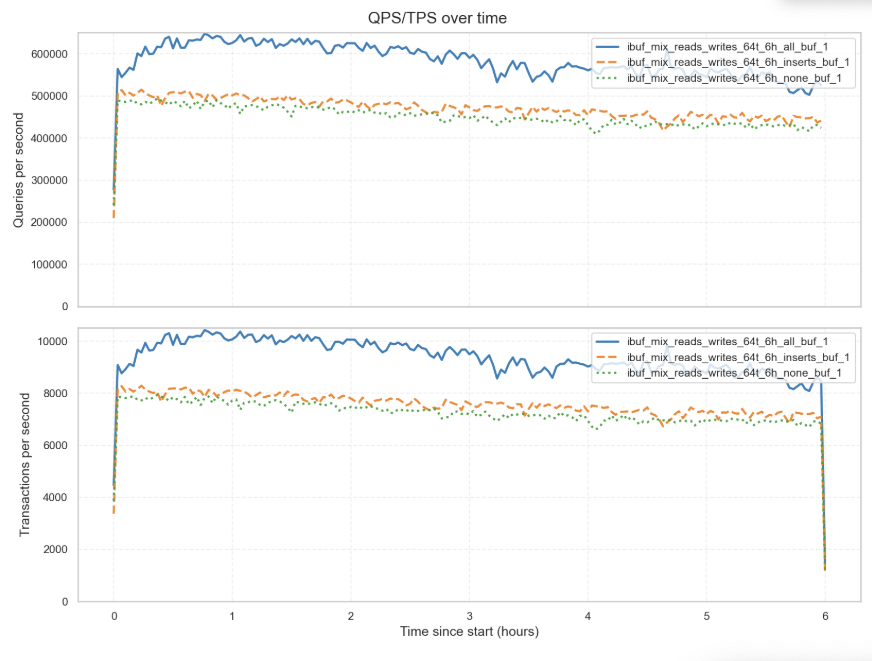 QPS/TPS over time
Queries per second
600000
500000
400000
300000
200000
100000
0
ibuf_mix_reads_writes_64t_6h_all_buf_1
ibuf_mix_reads_writes_64t_6h_inserts_buf_1
ibuf_mix_reads_writes_64t_6h_none_buf_1
Transactions per second
10000
8000
6000
4000
2000
0
ibuf_mix_reads_writes_64t_6h_all_buf_1
ibuf_mix_reads_writes_64t_6h_inserts_buf_1
ibuf_mix_reads_writes_64t_6h_none_buf_1
0 1 2 3 4 5 6
Time since start (hours)